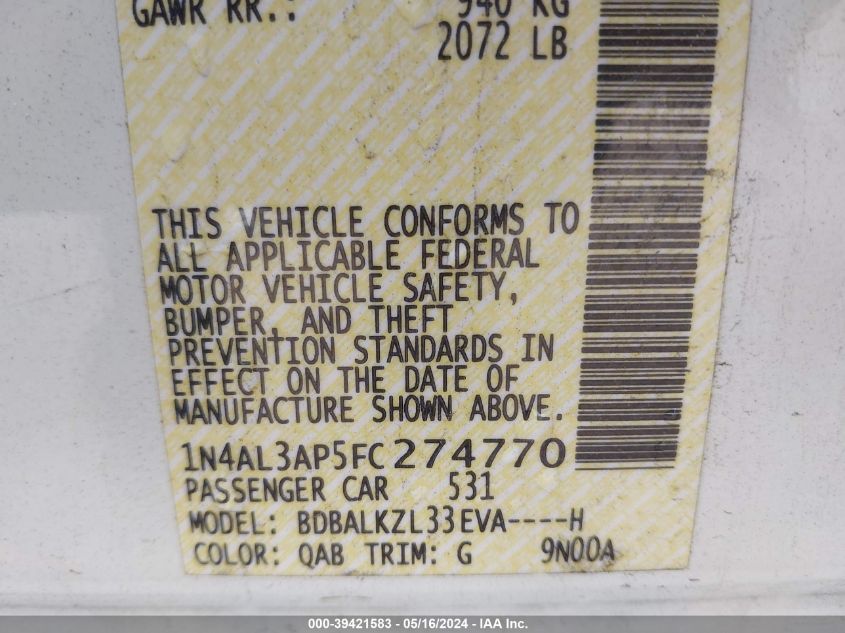 GAWR RR.: 940 KG
2072 LB
THIS VEHICLE CONFORMS TO
ALL APPLICABLE FEDERAL
MOTOR VEHICLE SAFETY,
BUMPER, AND THEFT
PREVENTION STANDARDS IN
EFFECT ON THE DATE OF
MANUFACTURE SHOWN ABOVE.
1N4AL3AP5FC274770
PASSENGER CAR 531
MODEL: BDBALKZL33EVA----H
COLOR: QAB TRIM: G 9N00A
000-39421583 - 05/16/2024 - IAA Inc.